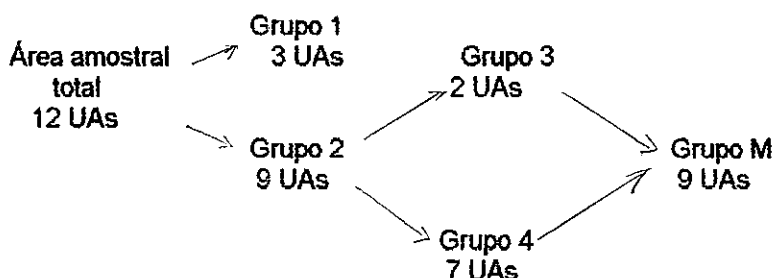 Área amostral
total
12 UAs
Grupo 1
3 UAs
Grupo 2
9 UAs
Grupo 3
2 UAs
Grupo 4
7 UAs
Grupo M
9 UAs